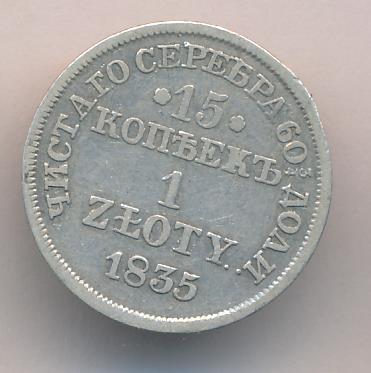 ЧИСТАГО СЕРЕБРА 60 ДОЛИ
15
КОПѢЕКЪ
1
ZŁOTY.
1835